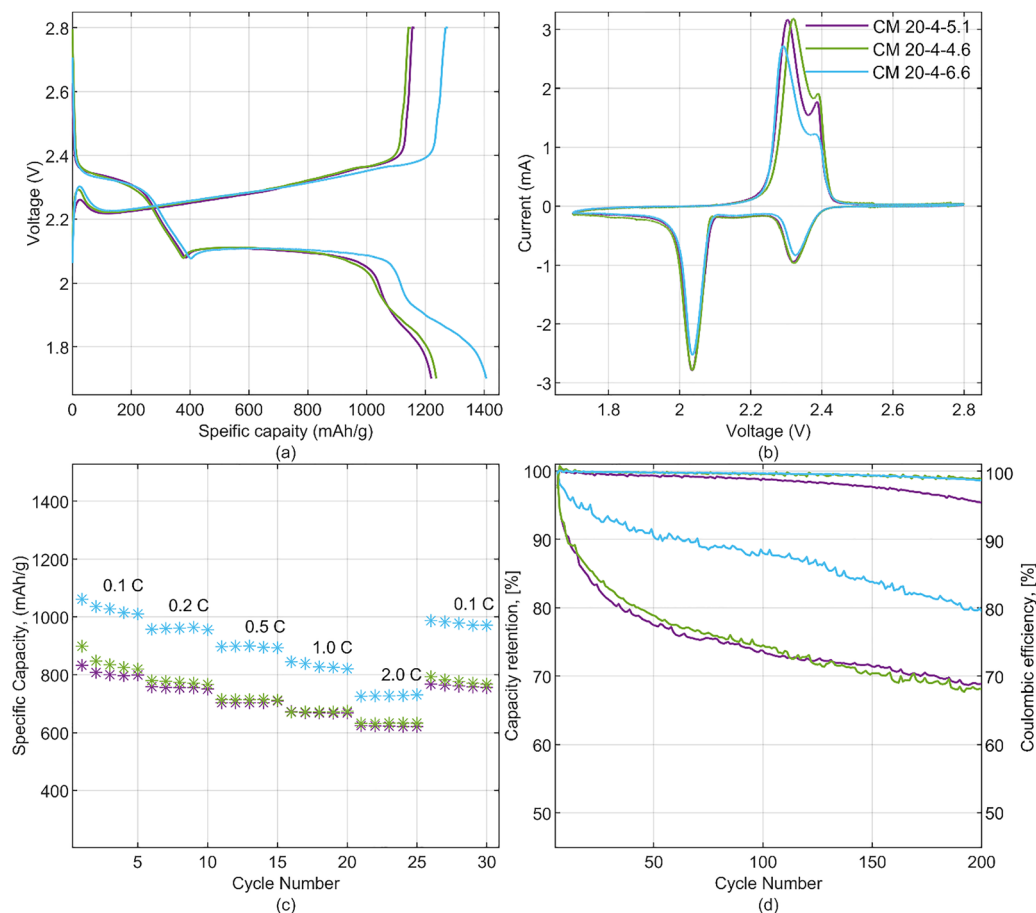 2.8
2.6
2.4
2.2
2
1.8
Voltage (V)
0
200
400
600
800
1000
1200
1400
Speific capaity (mAh/g)
(a)
3
2
1
0
-1
-2
-3
Current (mA)
CM 20-4-5.1
CM 20-4-4.6
CM 20-4-6.6
1.8
2
2.2
2.4
2.6
2.8
Voltage (V)
(b)
1400
1200
1000
800
600
400
Specific Capacity, (mAh/g)
0.1 C
0.2 C
0.5 C
1.0 C
2.0 C
0.1 C
5
10
15
20
25
30
Cycle Number
(c)
100
90
80
70
60
50
Capacity retention, [%]
100
90
80
70
60
50
Coulombic efficiency, [%]
50
100
150
200
Cycle Number
(d)